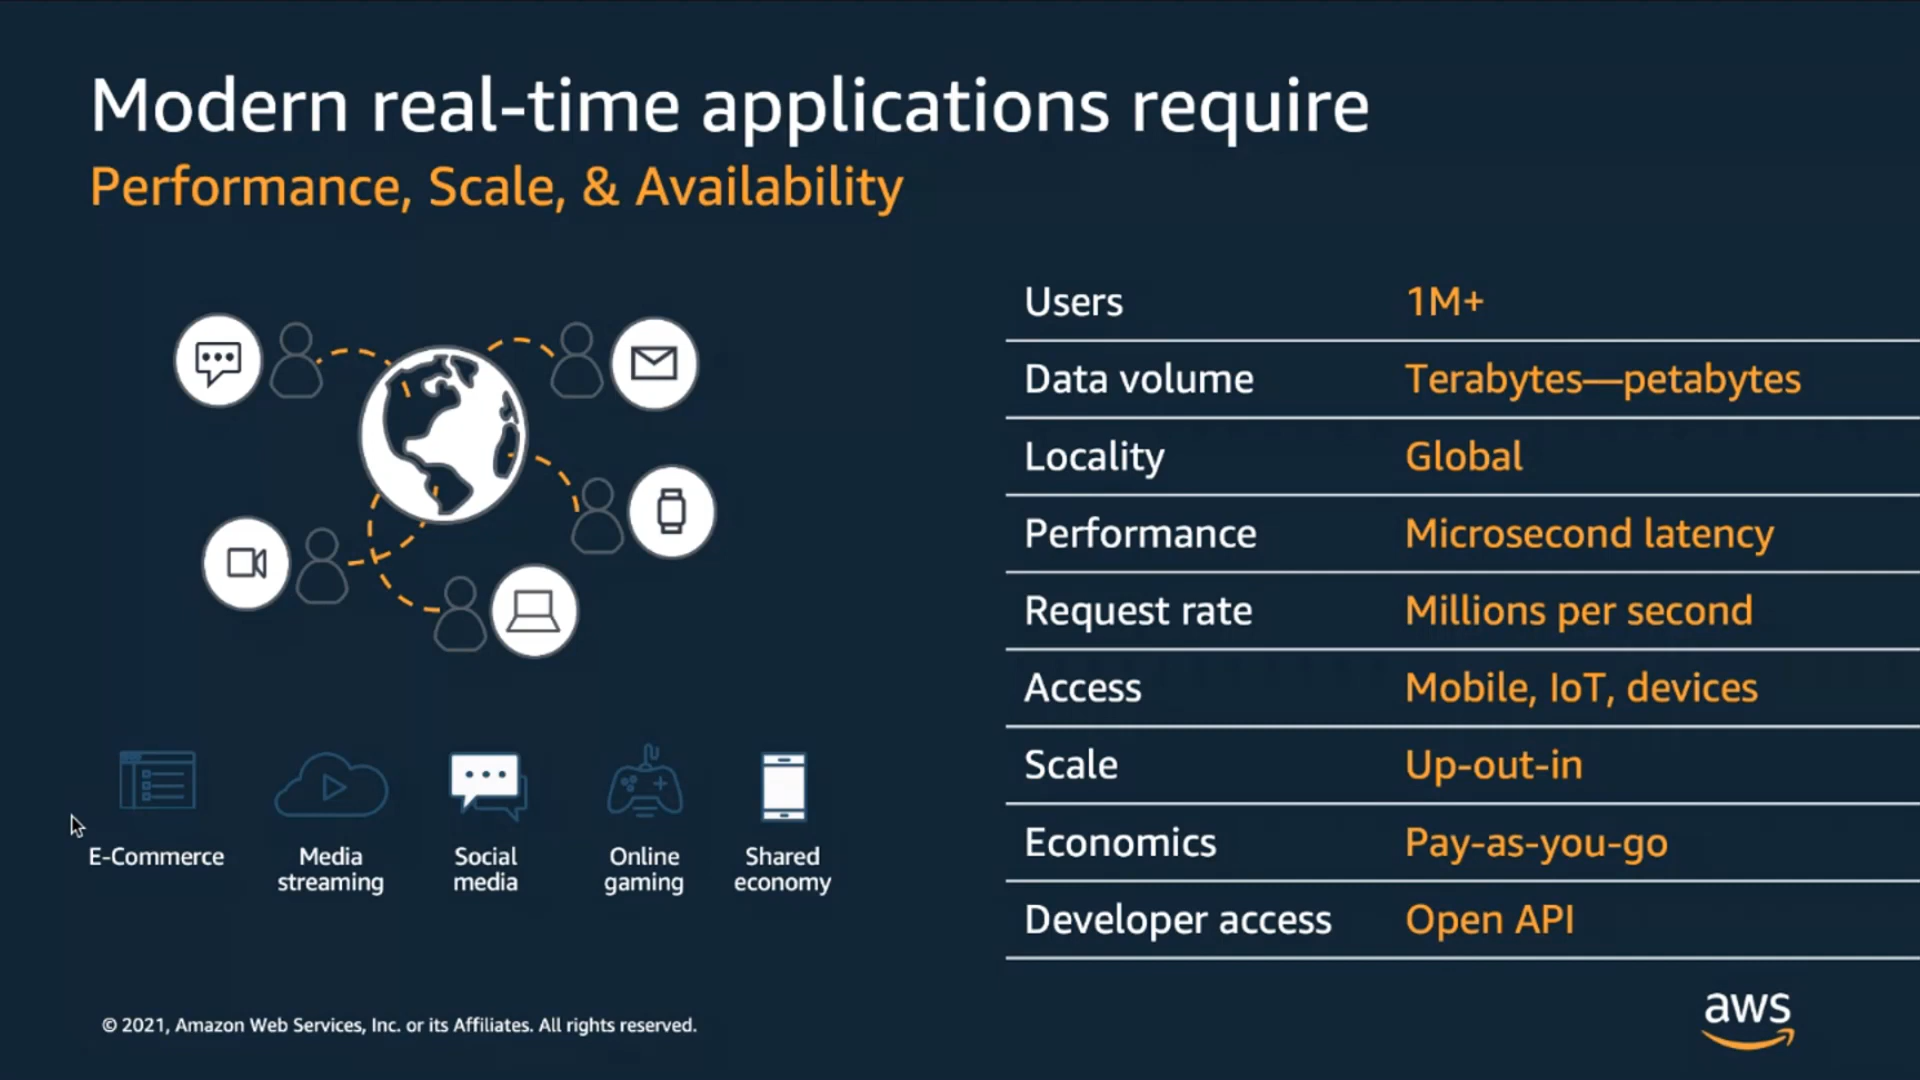 Modern real-time applications require
Performance, Scale, & Availability
Users 1M+
Data volume Terabytes—petabytes
Locality Global
Performance Microsecond latency
Request rate Millions per second
Access Mobile, IoT, devices
Scale Up-out-in
Economics Pay-as-you-go
Developer access Open API
E-Commerce
Media
streaming
Social
media
Online
gaming
Shared
economy
© 2021, Amazon Web Services, Inc. or its Affiliates. All rights reserved.
aws